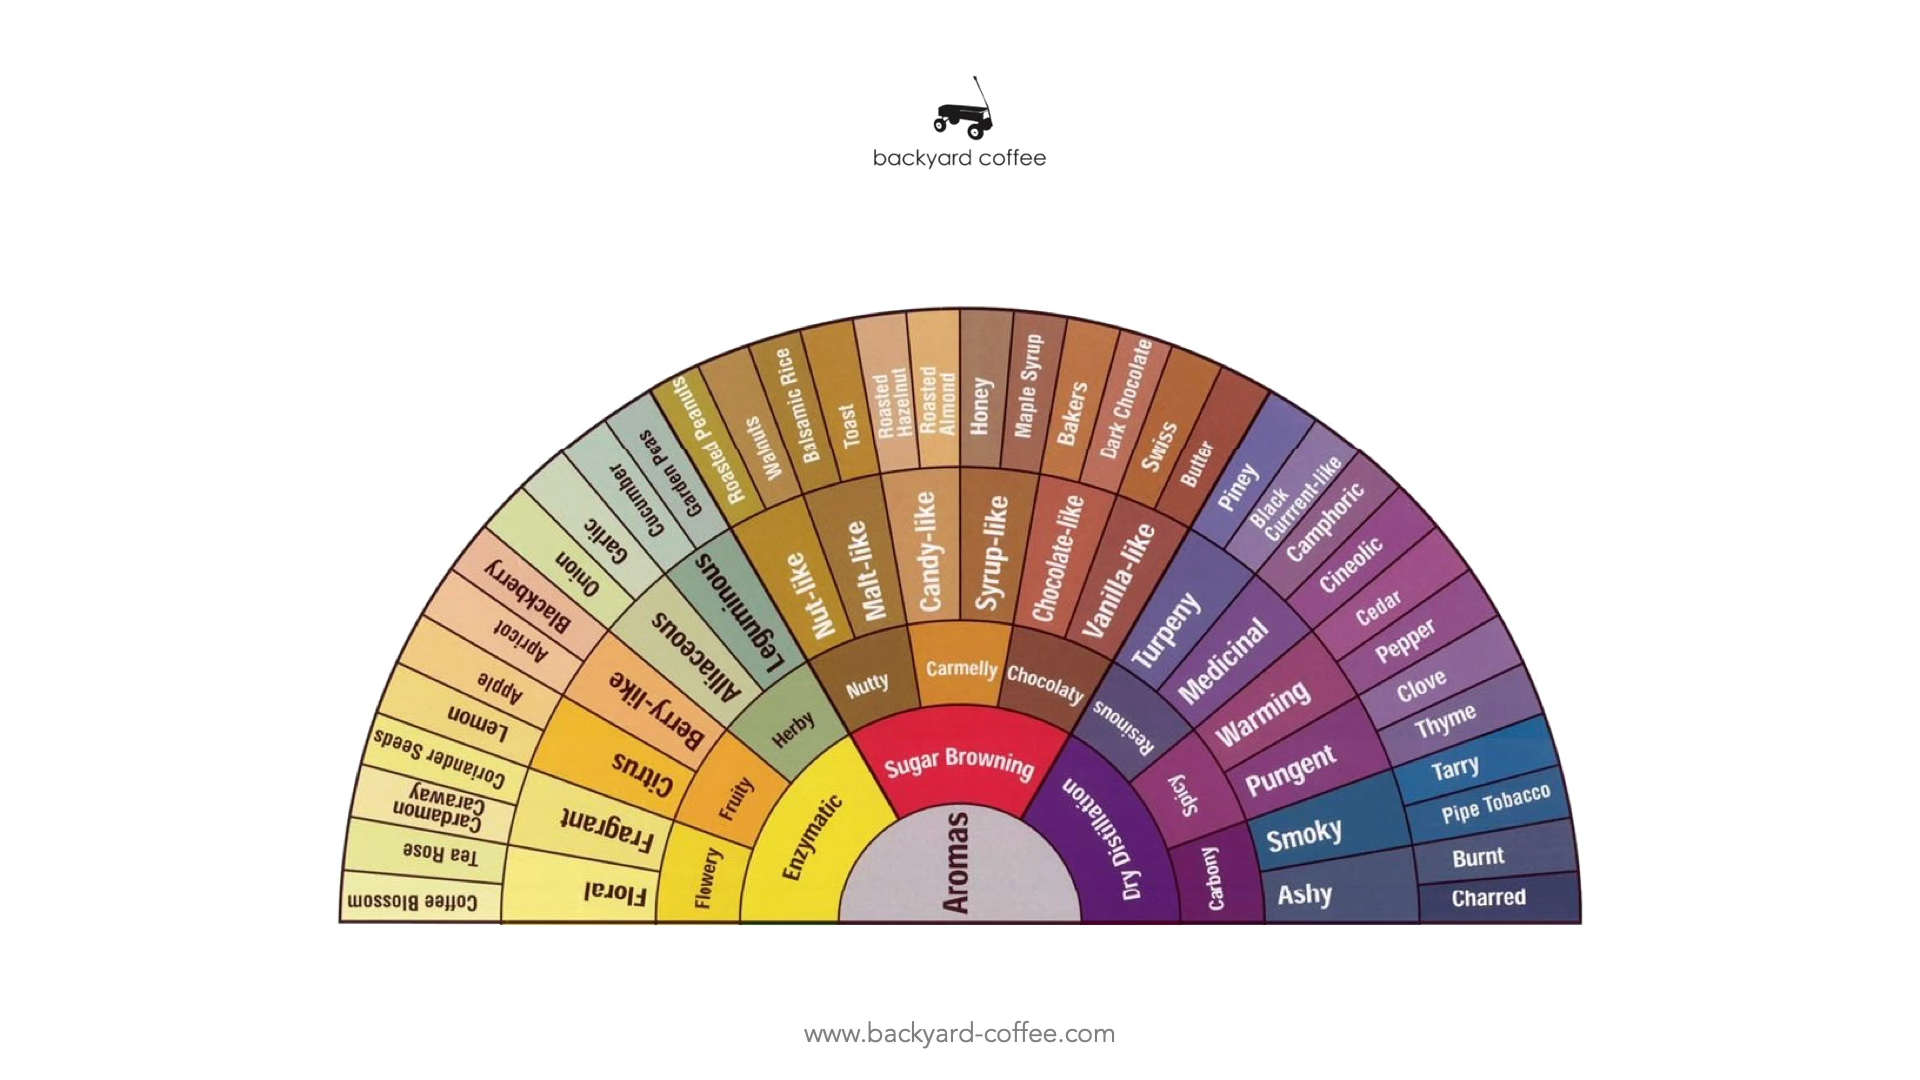 backyard coffee
Aromas
Enzymatic
Sugar Browning
Dry Distillation
Flowery
Fruity
Herby
Nutty
Carmelly
Chocolaty
Resinous
Spicy
Carbony
Floral
Fragrant
Citrus
Berry-like
Alliaceous
Leguminous
Nut-like
Malt-like
Candy-like
Syrup-like
Chocolate-like
Vanilla-like
Turpeny
Medicinal
Warming
Pungent
Smoky
Ashy
Coffee Blossom
Tea Rose
Cardamon
Caraway
Coriander Seeds
Lemon
Apple
Apricot
Blackberry
Onion
Garlic
Cucumber
Garden Peas
Roasted Peanuts
Walnuts
Balsamic Rice
Toast
Roasted
Hazelnut
Roasted
Almond
Honey
Maple Syrup
Bakers
Dark Chocolate
Swiss
Butter
Piney
Black
Currrent-like
Camphoric
Cineolic
Cedar
Pepper
Clove
Thyme
Tarry
Pipe Tobacco
Burnt
Charred
www.backyard-coffee.com